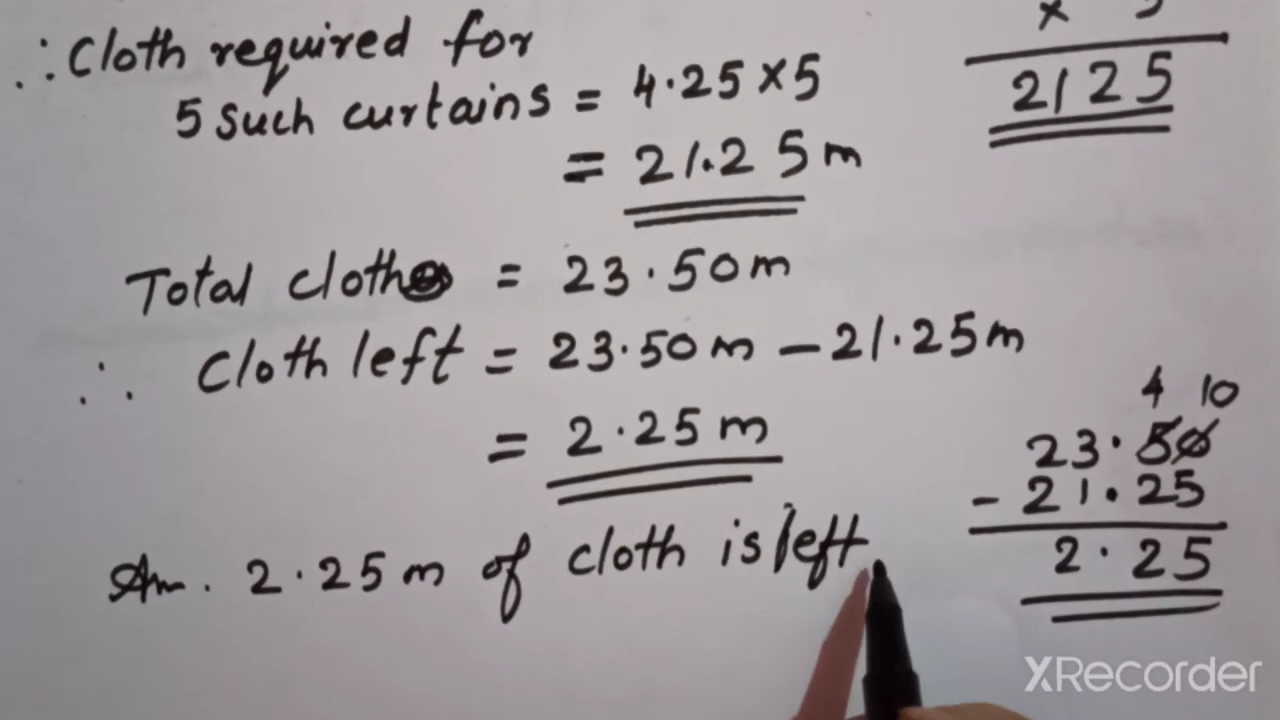 ∴ Cloth required for
5 such curtains = 4.25 × 5
= 21.25 m
×
2125
Total cloth = 23.50 m
∴ Cloth left = 23.50 m – 21.25 m
= 2.25 m
4 10
23.50
– 21.25
2.25
Ans. 2.25 m of cloth is left.
XRecorder